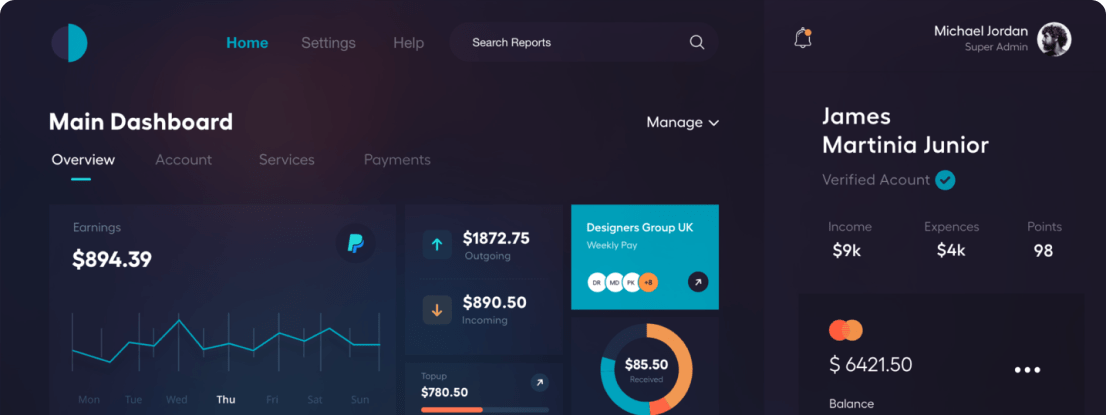 Home
Settings
Help
Search Reports
Michael Jordan
Super Admin
Main Dashboard
Manage
Overview
Account
Services
Payments
Earnings
$894.39
Mon
Tue
Wed
Thu
Fri
Sat
Sun
$1872.75
Outgoing
$890.50
Incoming
Topup
$780.50
Designers Group UK
Weekly Pay
DR
MD
PK
+8
$85.50
Received
James
Martinia Junior
Verified Acount
Income
Expences
Points
$9k
$4k
98
$ 6421.50
Balance